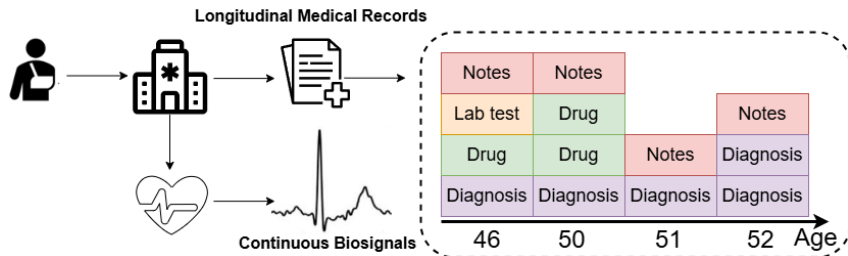 Longitudinal Medical Records
Notes Notes
Lab test Drug Notes
Drug Drug Notes Diagnosis
Diagnosis Diagnosis Diagnosis Diagnosis
46 50 51 52 Age
Continuous Biosignals